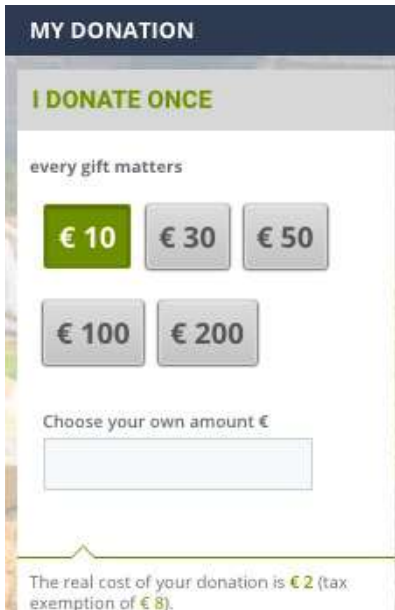 MY DONATION
I DONATE ONCE
every gift matters
€ 10 € 30 € 50
€ 100 € 200
Choose your own amount €
The real cost of your donation is € 2 (tax
exemption of € 8).